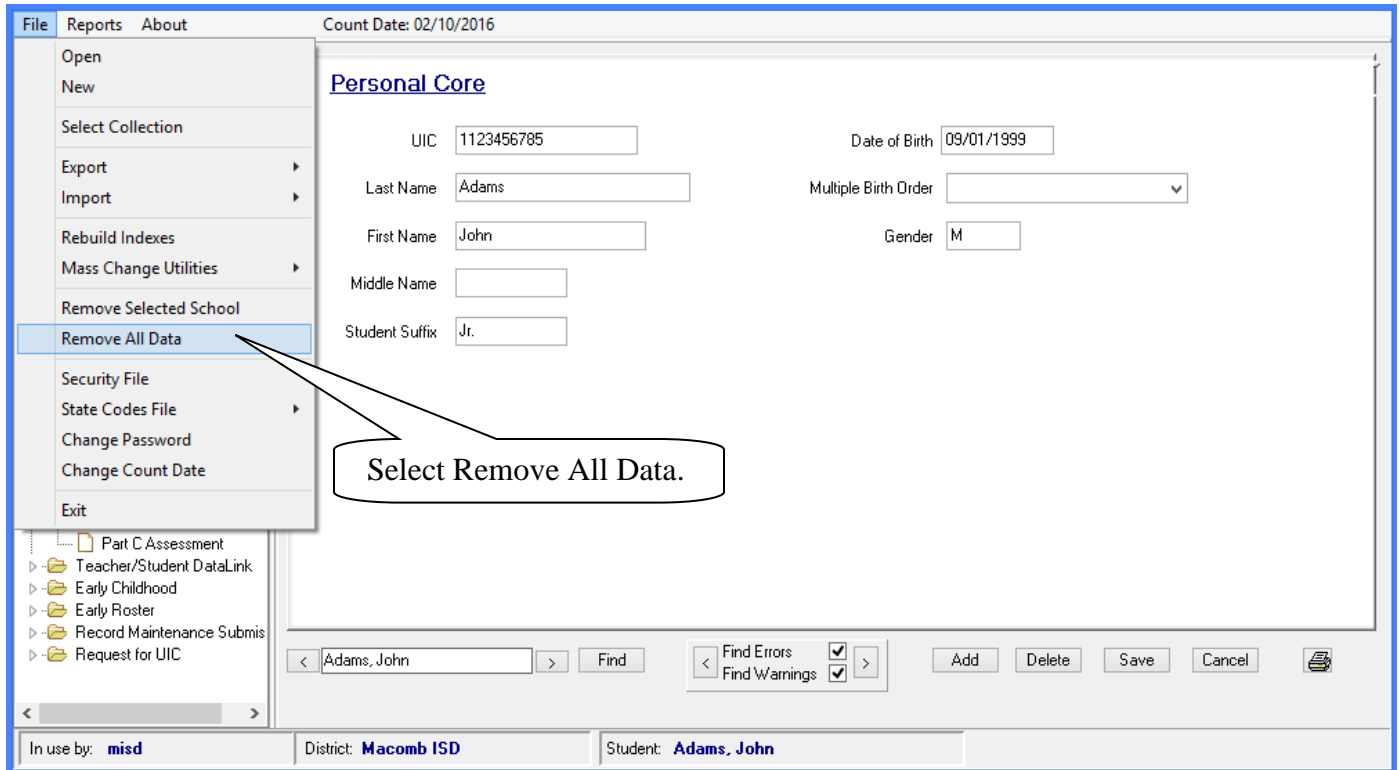 File Reports About Count Date: 02/10/2016
Open
New
Select Collection
Export
Import
Rebuild Indexes
Mass Change Utilities
Remove Selected School
Remove All Data
Security File
State Codes File
Change Password
Change Count Date
Exit
Personal Core
UIC 1123456785 Date of Birth 09/01/1999
Last Name Adams Multiple Birth Order
First Name John Gender M
Middle Name
Student Suffix Jr.
Select Remove All Data.
Part C Assessment
Teacher/Student DataLink
Early Childhood
Early Roster
Record Maintenance Submis
Request for UIC
< Adams, John > Find < Find Errors > Add Delete Save Cancel
Find Warnings
In use by: misd District: Macomb ISD Student: Adams, John